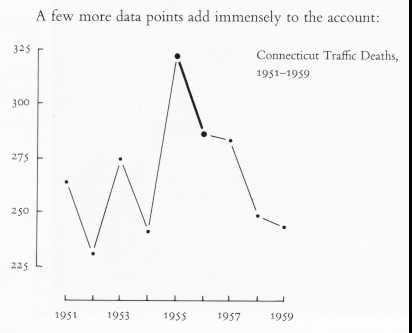 A few more data points add immensely to the account:
325
Connecticut Traffic Deaths,
1951–1959
300
275
250
225
1951 1953 1955 1957 1959